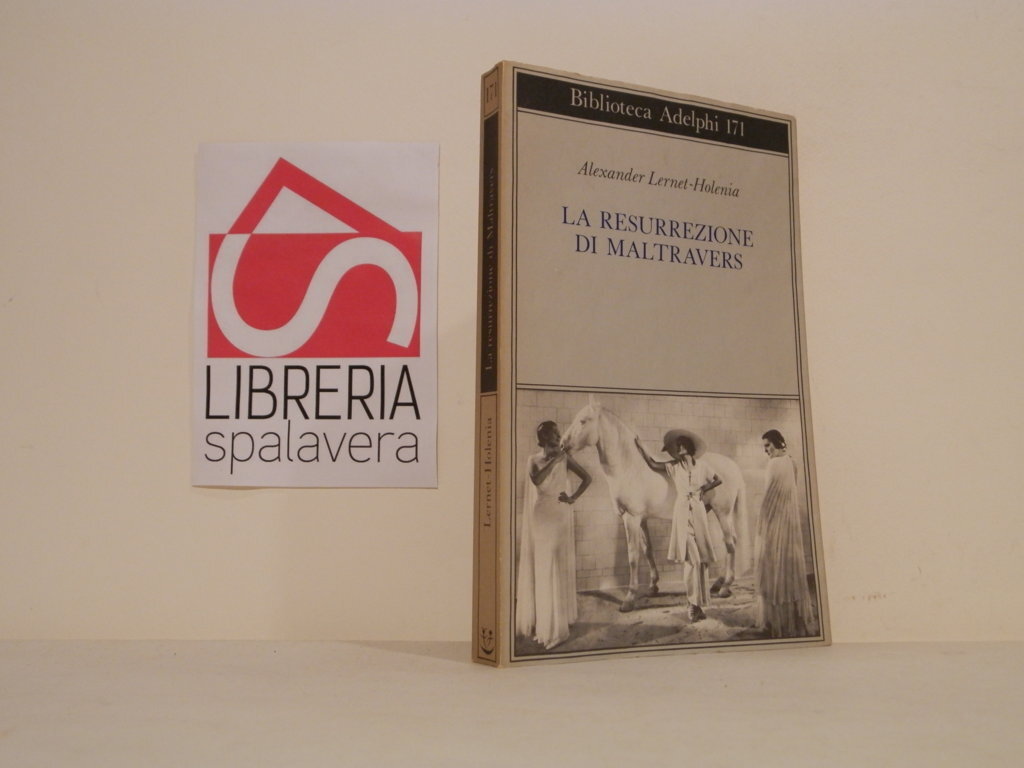 LIBRERIA
spalavera
171
La resurrezione di Maltravers
Lernet-Holenia
Biblioteca Adelphi 171
Alexander Lernet-Holenia
LA RESURREZIONE
DI MALTRAVERS